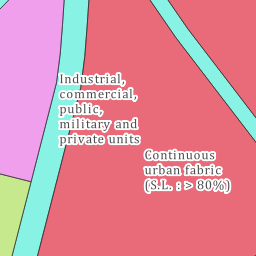 Industrial,
commercial,
public,
military and
private units
Continuous
urban fabric
(S.L. : > 80%)